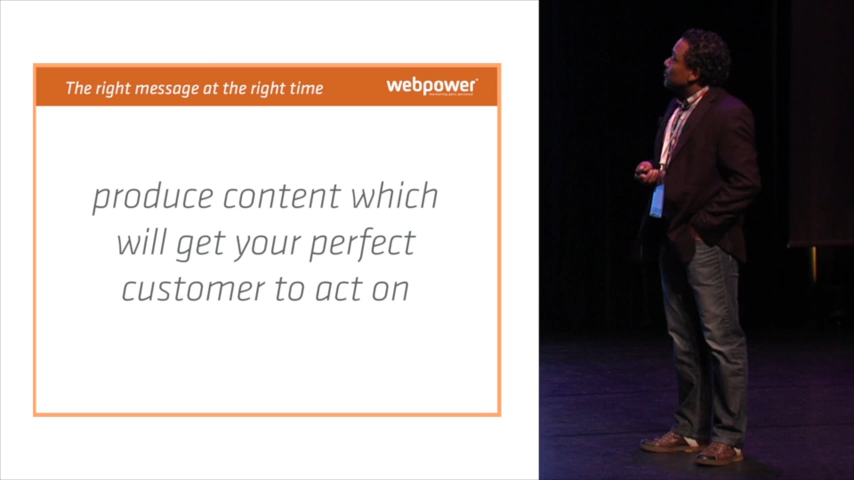 The right message at the right time
webpower
produce content which
will get your perfect
customer to act on